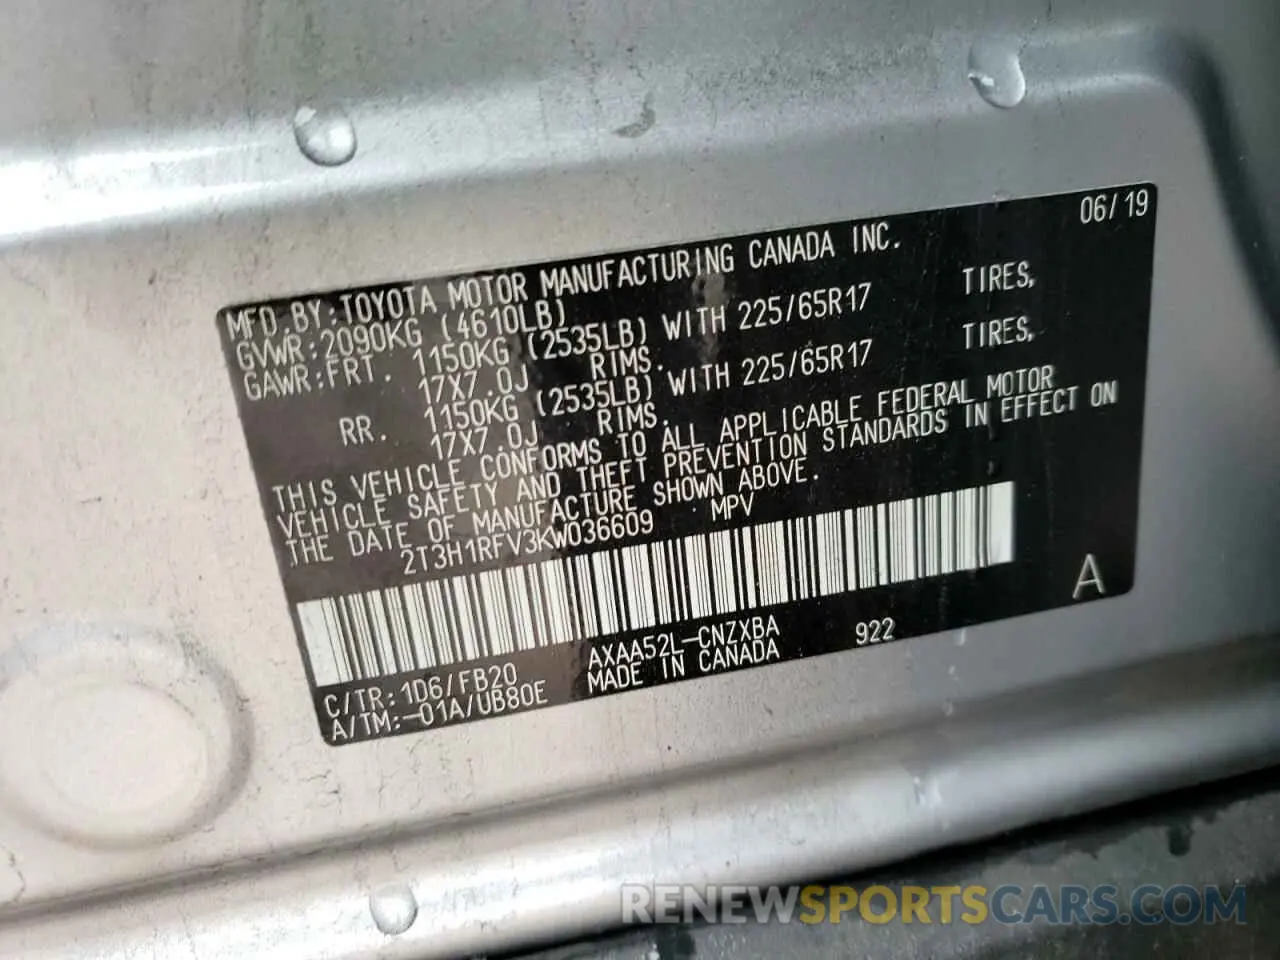 06/19
MFD. BY: TOYOTA MOTOR MANUFACTURING CANADA INC.
GVWR: 2090KG (4610LB)
GAWR: FRT. 1150KG (2535LB) WITH 225/65R17 TIRES,
17X7.0J RIMS.
RR. 1150KG (2535LB) WITH 225/65R17 TIRES,
17X7.0J RIMS.
THIS VEHICLE CONFORMS TO ALL APPLICABLE FEDERAL MOTOR
VEHICLE SAFETY AND THEFT PREVENTION STANDARDS IN EFFECT ON
THE DATE OF MANUFACTURE SHOWN ABOVE.
2T3H1RFV3KW036609 MPV
A
C/TR: 1D6/FB20 AXAA52L-CNZXBA 922
A/TM: -01A/UB80E MADE IN CANADA
RENEWSPORTSCARS.COM